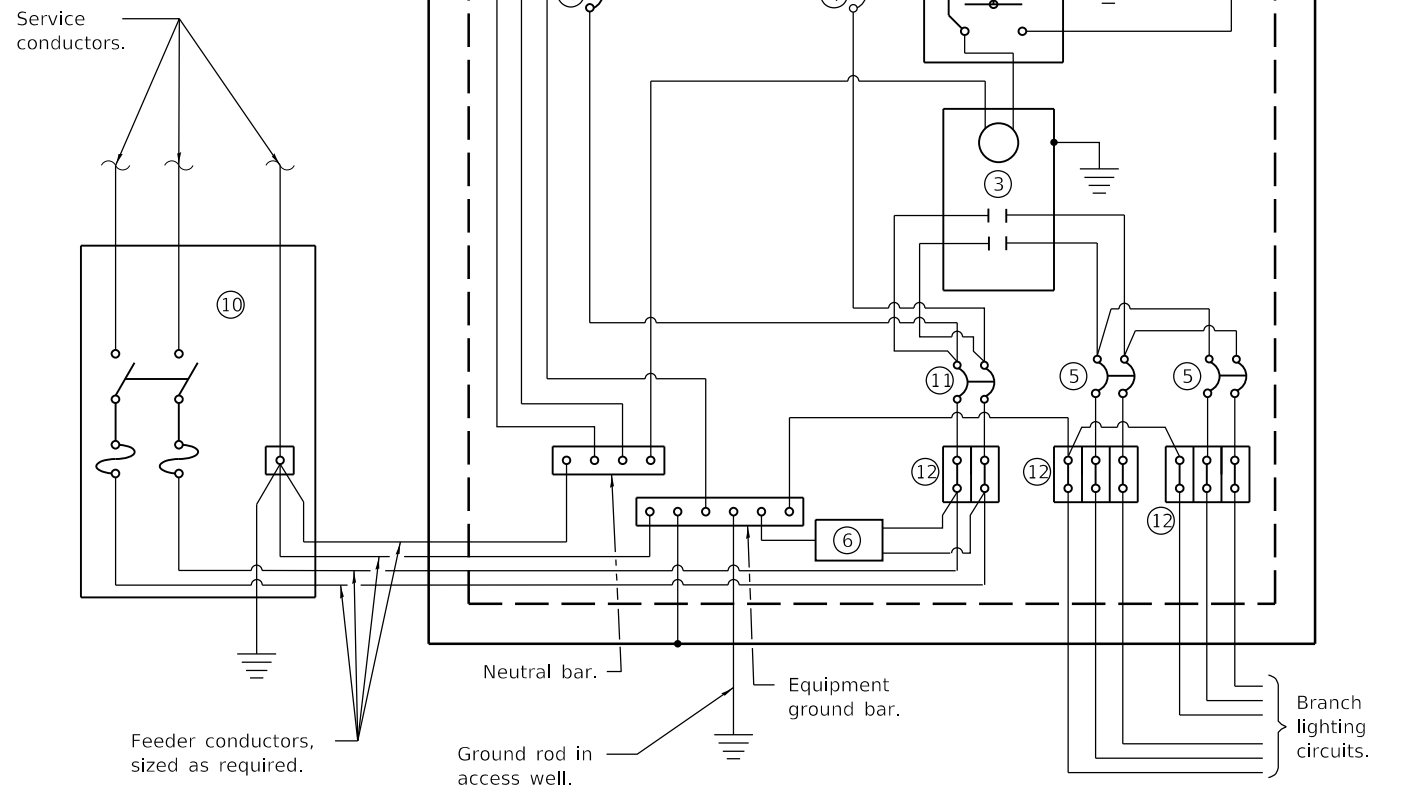 Service
conductors.
3
10
11
5
5
12
12
12
6
Neutral bar.
Equipment
ground bar.
Feeder conductors,
sized as required.
Ground rod in
access well.
Branch
lighting
circuits.